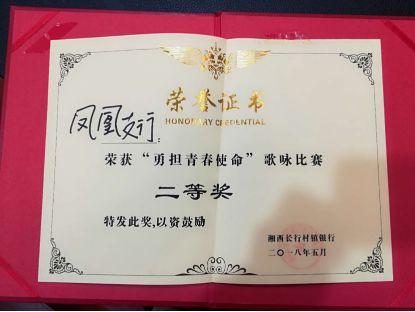 荣誉证书
HONORARY CREDENTIAL
凤凰支行:
荣获“勇担青春使命”歌咏比赛
二等奖
特发此奖,以资鼓励
湘西长行村镇银行
二〇一八年五月